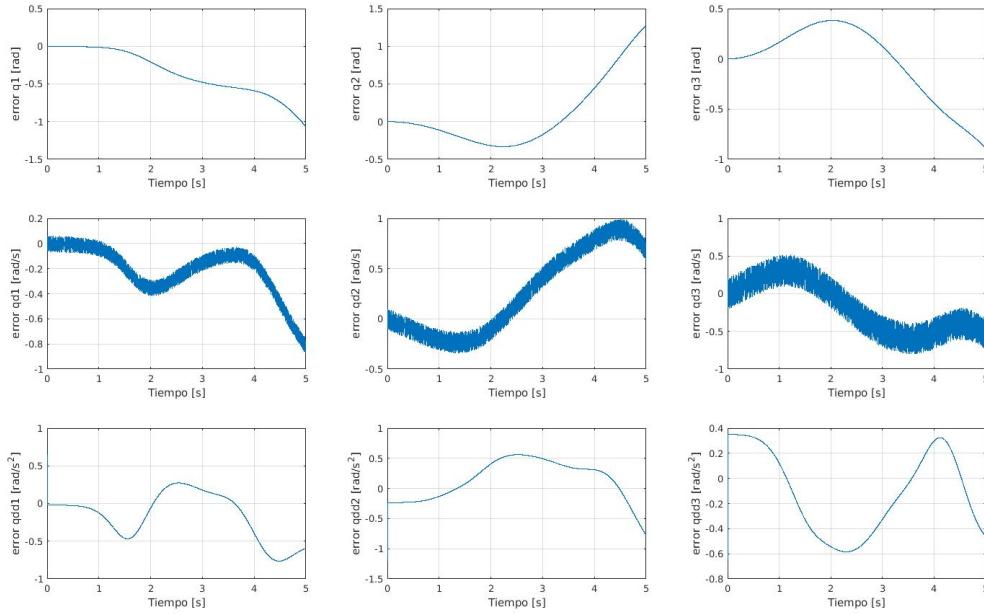 0.5
0
-0.5
-1
-1.5
error q1 [rad]
0 1 2 3 4 5
Tiempo [s]
1.5
1
0.5
0
-0.5
error q2 [rad]
0 1 2 3 4 5
Tiempo [s]
0.5
0
-0.5
-1
error q3 [rad]
0 1 2 3 4 5
Tiempo [s]
0.2
0
-0.2
-0.4
-0.6
-0.8
-1
error qd1 [rad/s]
0 1 2 3 4 5
Tiempo [s]
1
0.5
0
-0.5
error qd2 [rad/s]
0 1 2 3 4 5
Tiempo [s]
1
0.5
0
-0.5
-1
error qd3 [rad/s]
0 1 2 3 4 5
Tiempo [s]
1
0.5
0
-0.5
-1
error qdd1 [rad/s²]
0 1 2 3 4 5
Tiempo [s]
1
0.5
0
-0.5
-1
-1.5
error qdd2 [rad/s²]
0 1 2 3 4 5
Tiempo [s]
0.4
0.2
0
-0.2
-0.4
-0.6
-0.8
error qdd3 [rad/s²]
0 1 2 3 4 5
Tiempo [s]